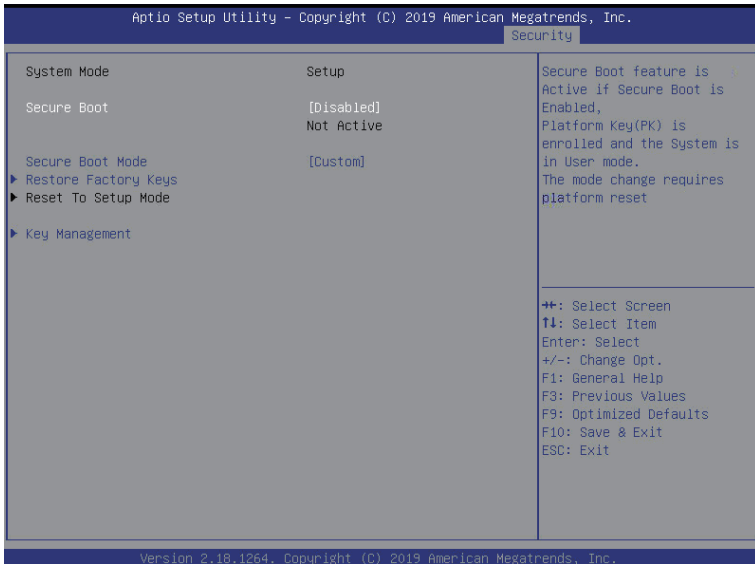 Aptio Setup Utility – Copyright (C) 2019 American Megatrends, Inc.
Security
System Mode Setup
Secure Boot [Disabled]
Not Active
Secure Boot Mode [Custom]
Restore Factory Keys
Reset To Setup Mode
Key Management
Secure Boot feature is
Active if Secure Boot is
Enabled,
Platform Key(PK) is
enrolled and the System is
in User mode.
The mode change requires
platform reset
→←: Select Screen
↑↓: Select Item
Enter: Select
+/-: Change Opt.
F1: General Help
F3: Previous Values
F9: Optimized Defaults
F10: Save & Exit
ESC: Exit
Version 2.18.1264. Copyright (C) 2019 American Megatrends, Inc.